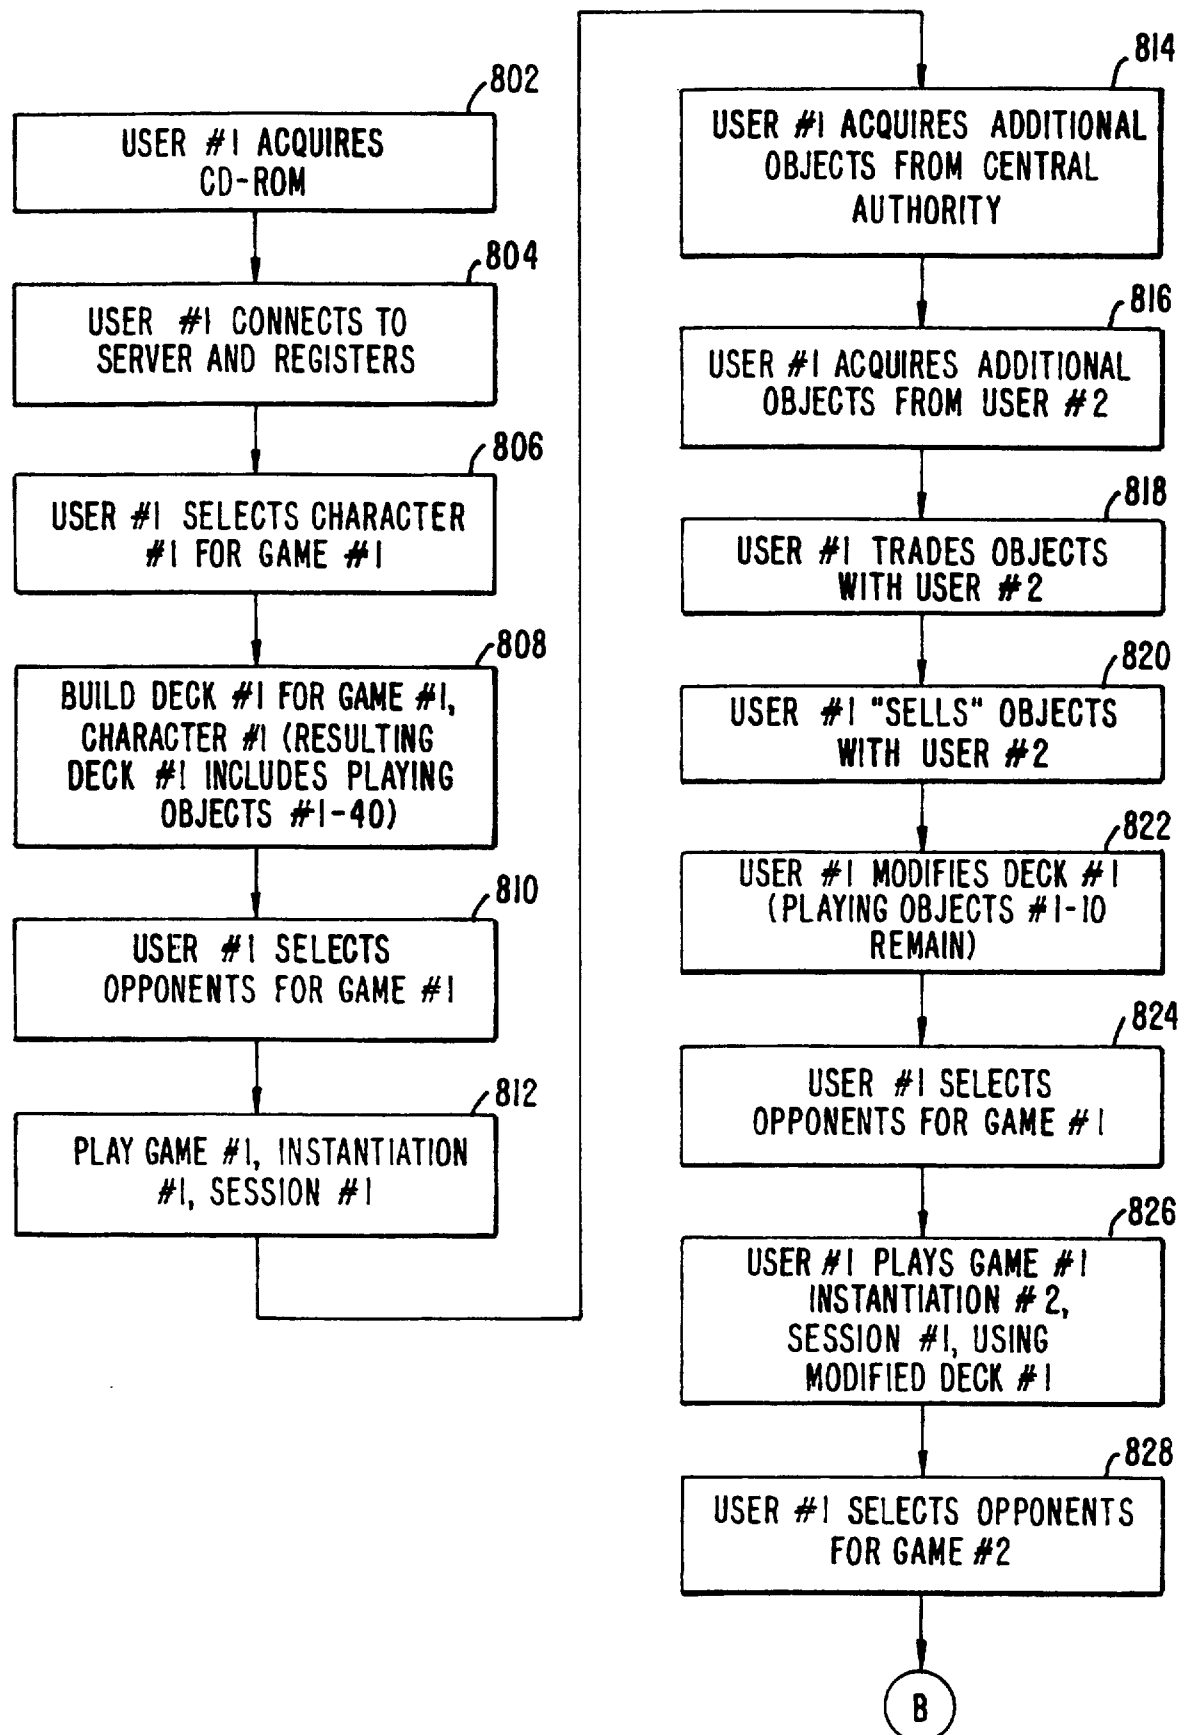 802
USER #1 ACQUIRES
CD-ROM
804
USER #1 CONNECTS TO
SERVER AND REGISTERS
806
USER #1 SELECTS CHARACTER
#1 FOR GAME #1
808
BUILD DECK #1 FOR GAME #1,
CHARACTER #1 (RESULTING
DECK #1 INCLUDES PLAYING
OBJECTS #1-40)
810
USER #1 SELECTS
OPPONENTS FOR GAME #1
812
PLAY GAME #1, INSTANTIATION
#1, SESSION #1
814
USER #1 ACQUIRES ADDITIONAL
OBJECTS FROM CENTRAL
AUTHORITY
816
USER #1 ACQUIRES ADDITIONAL
OBJECTS FROM USER #2
818
USER #1 TRADES OBJECTS
WITH USER #2
820
USER #1 "SELLS" OBJECTS
WITH USER #2
822
USER #1 MODIFIES DECK #1
(PLAYING OBJECTS #1-10
REMAIN)
824
USER #1 SELECTS
OPPONENTS FOR GAME #1
826
USER #1 PLAYS GAME #1
INSTANTIATION #2,
SESSION #1, USING
MODIFIED DECK #1
828
USER #1 SELECTS OPPONENTS
FOR GAME #2
B